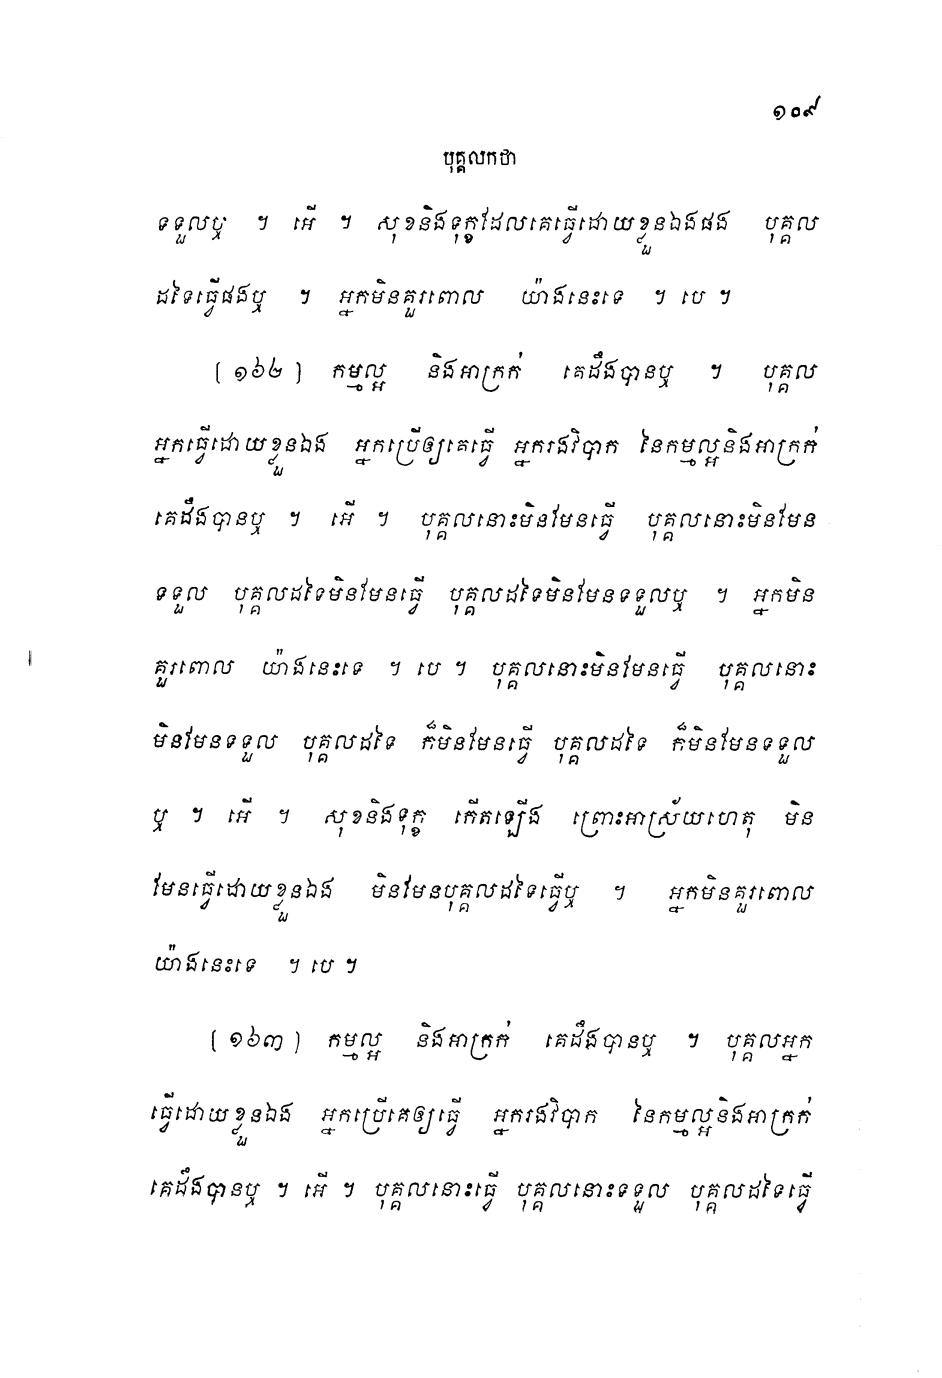 ១០៩
បុគ្គលកថា
ទទួលឬ ។ អើ ។ សុខនិងទុក្ខដែលគេធ្វើដោយខ្លួនឯងផង បុគ្គល
ដទៃធ្វើផងឬ ។ អ្នកមិនគួរពោល យ៉ាងនេះទេ ។ បេ ។
[១៦២] កម្មល្អ និងអាក្រក់ គេដឹងបានឬ ។ បុគ្គល
អ្នកធ្វើដោយខ្លួនឯង អ្នកប្រើឲ្យគេធ្វើ អ្នករងវិបាក នៃកម្មល្អនិងអាក្រក់
គេដឹងបានឬ ។ អើ ។ បុគ្គលនោះមិនមែនធ្វើ បុគ្គលនោះមិនមែន
ទទួល បុគ្គលដទៃមិនមែនធ្វើ បុគ្គលដទៃមិនមែនទទួលឬ ។ អ្នកមិន
គួរពោល យ៉ាងនេះទេ ។ បេ ។ បុគ្គលនោះមិនមែនធ្វើ បុគ្គលនោះ
មិនមែនទទួល បុគ្គលដទៃ ក៏មិនមែនធ្វើ បុគ្គលដទៃ ក៏មិនមែនទទួល
ឬ ។ អើ ។ សុខនិងទុក្ខ កើតឡើង ព្រោះអាស្រ័យហេតុ មិន
មែនធ្វើដោយខ្លួនឯង មិនមែនបុគ្គលដទៃធ្វើឬ ។ អ្នកមិនគួរពោល
យ៉ាងនេះទេ ។ បេ ។
[១៦៣] កម្មល្អ និងអាក្រក់ គេដឹងបានឬ ។ បុគ្គលអ្នក
ធ្វើដោយខ្លួនឯង អ្នកប្រើគេឲ្យធ្វើ អ្នករងវិបាក នៃកម្មល្អនិងអាក្រក់
គេដឹងបានឬ ។ អើ ។ បុគ្គលនោះធ្វើ បុគ្គលនោះទទួល បុគ្គលដទៃធ្វើ